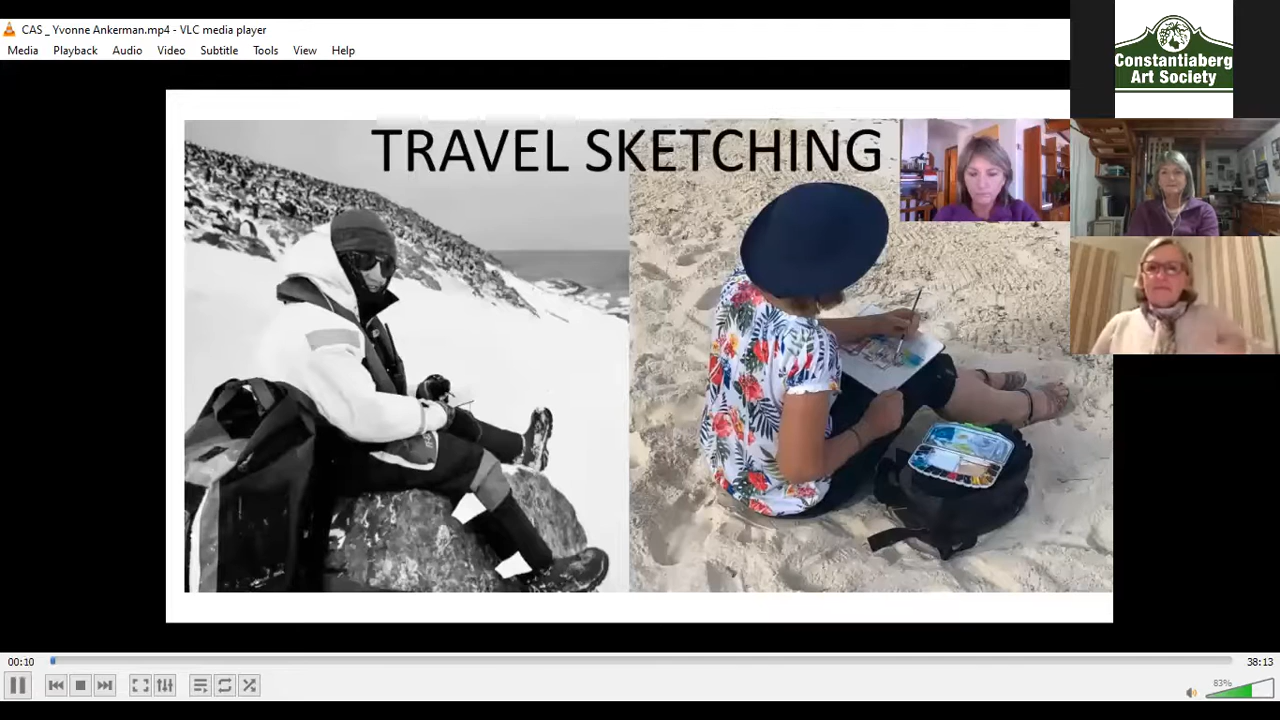 CAS _ Yvonne Ankerman.mp4 - VLC media player
Media Playback Audio Video Subtitle Tools View Help
Constantiaberg
Art Society
TRAVEL SKETCHING
00:10
38:13
83%